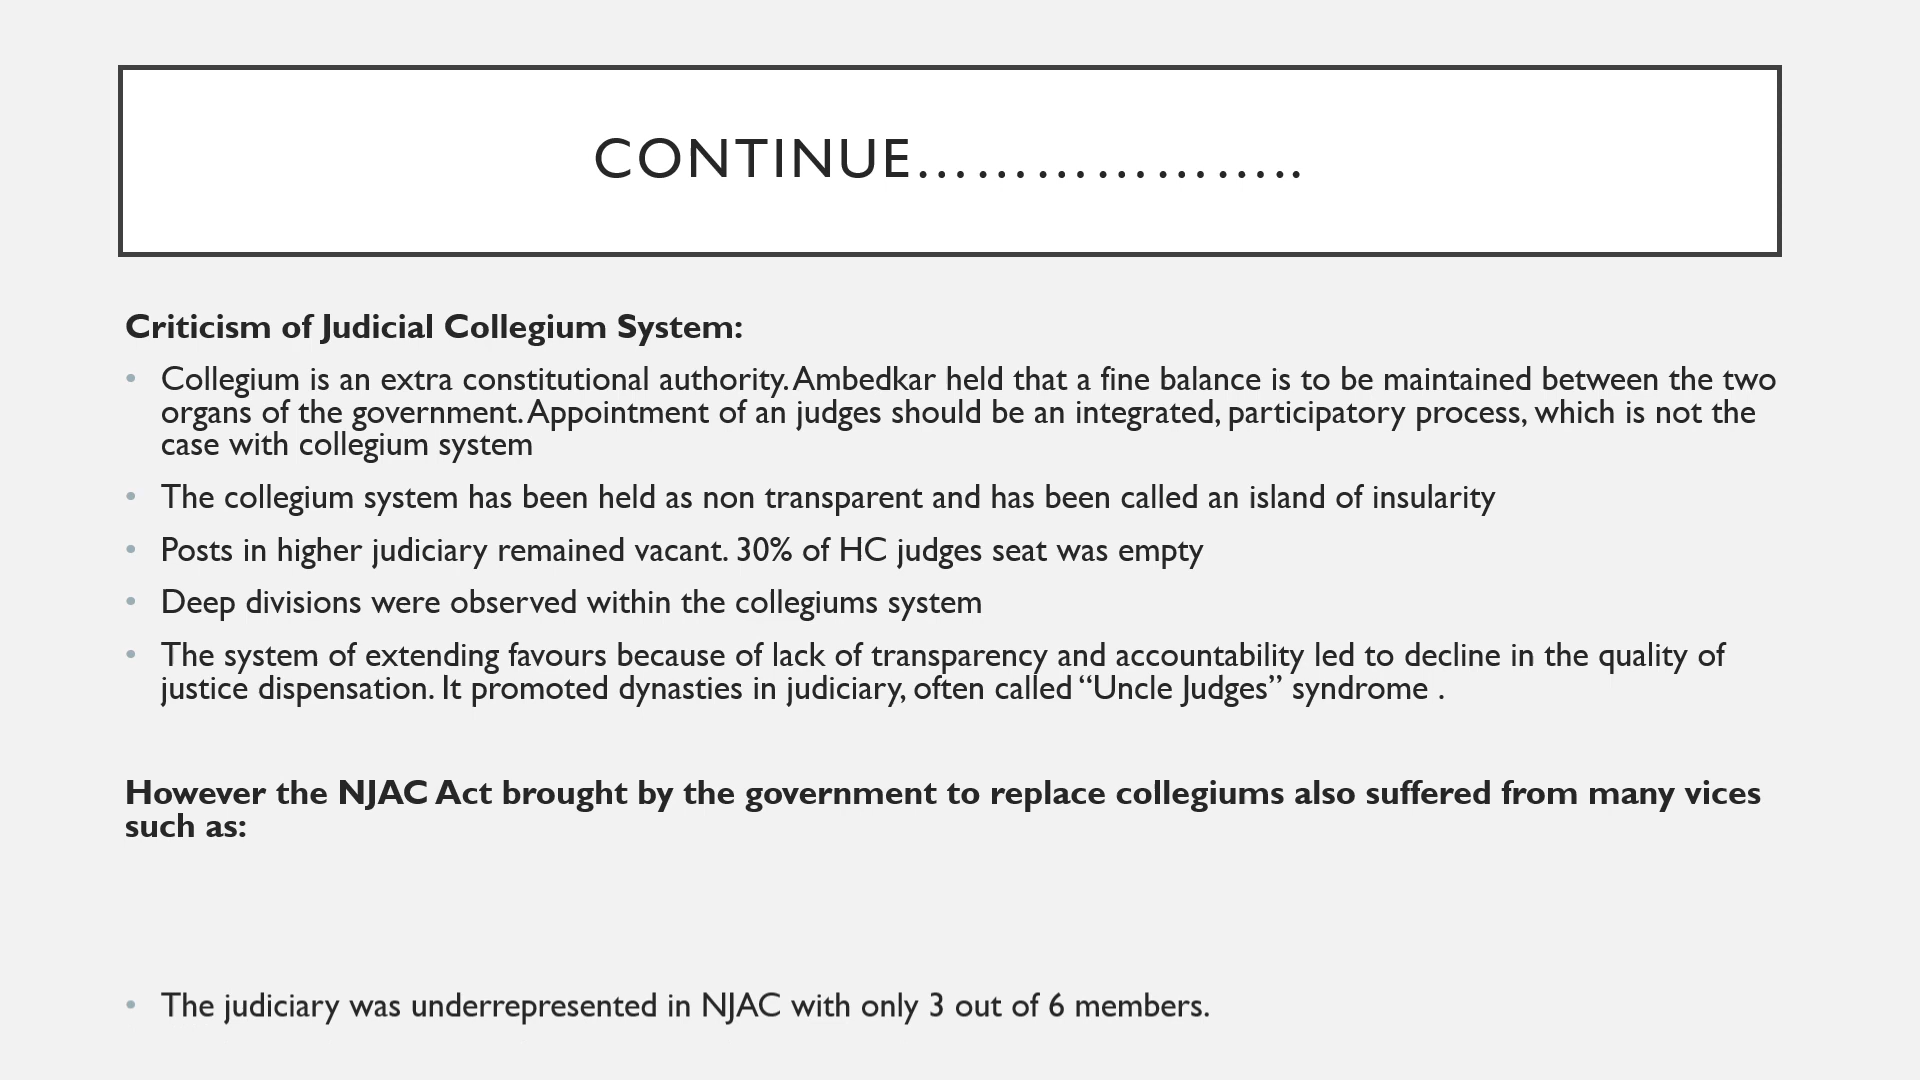 CONTINUE………………..
Criticism of Judicial Collegium System:
• Collegium is an extra constitutional authority. Ambedkar held that a fine balance is to be maintained between the two
organs of the government. Appointment of an judges should be an integrated, participatory process, which is not the
case with collegium system
• The collegium system has been held as non transparent and has been called an island of insularity
• Posts in higher judiciary remained vacant. 30% of HC judges seat was empty
• Deep divisions were observed within the collegiums system
• The system of extending favours because of lack of transparency and accountability led to decline in the quality of
justice dispensation. It promoted dynasties in judiciary, often called “Uncle Judges” syndrome .
However the NJAC Act brought by the government to replace collegiums also suffered from many vices
such as:
• The judiciary was underrepresented in NJAC with only 3 out of 6 members.